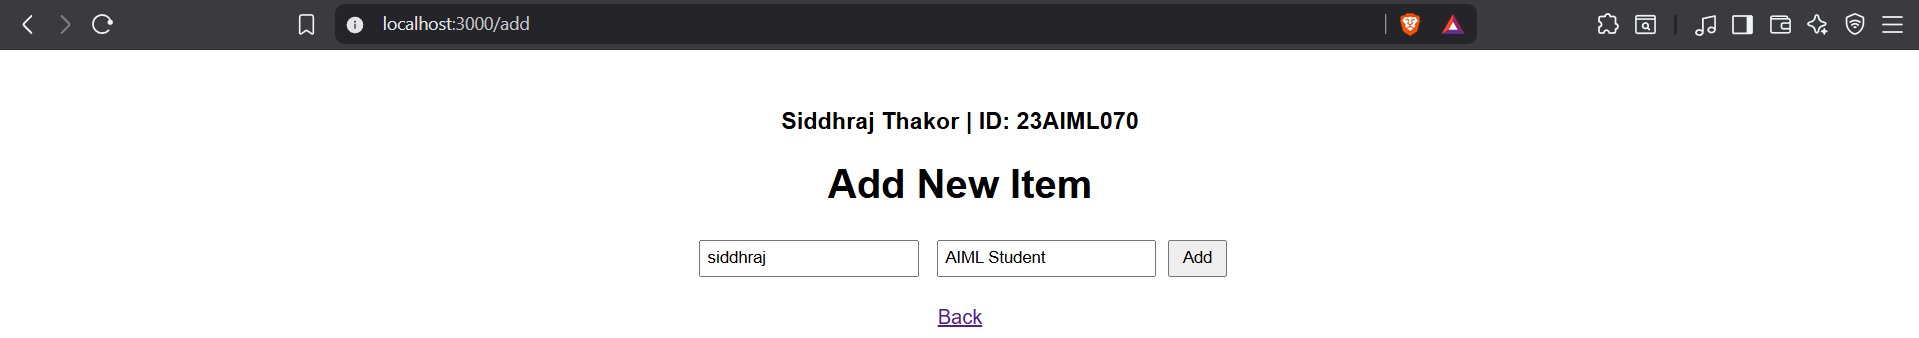 localhost:3000/add
Siddhraj Thakor | ID: 23AIML070
Add New Item
siddhraj AIML Student Add
Back